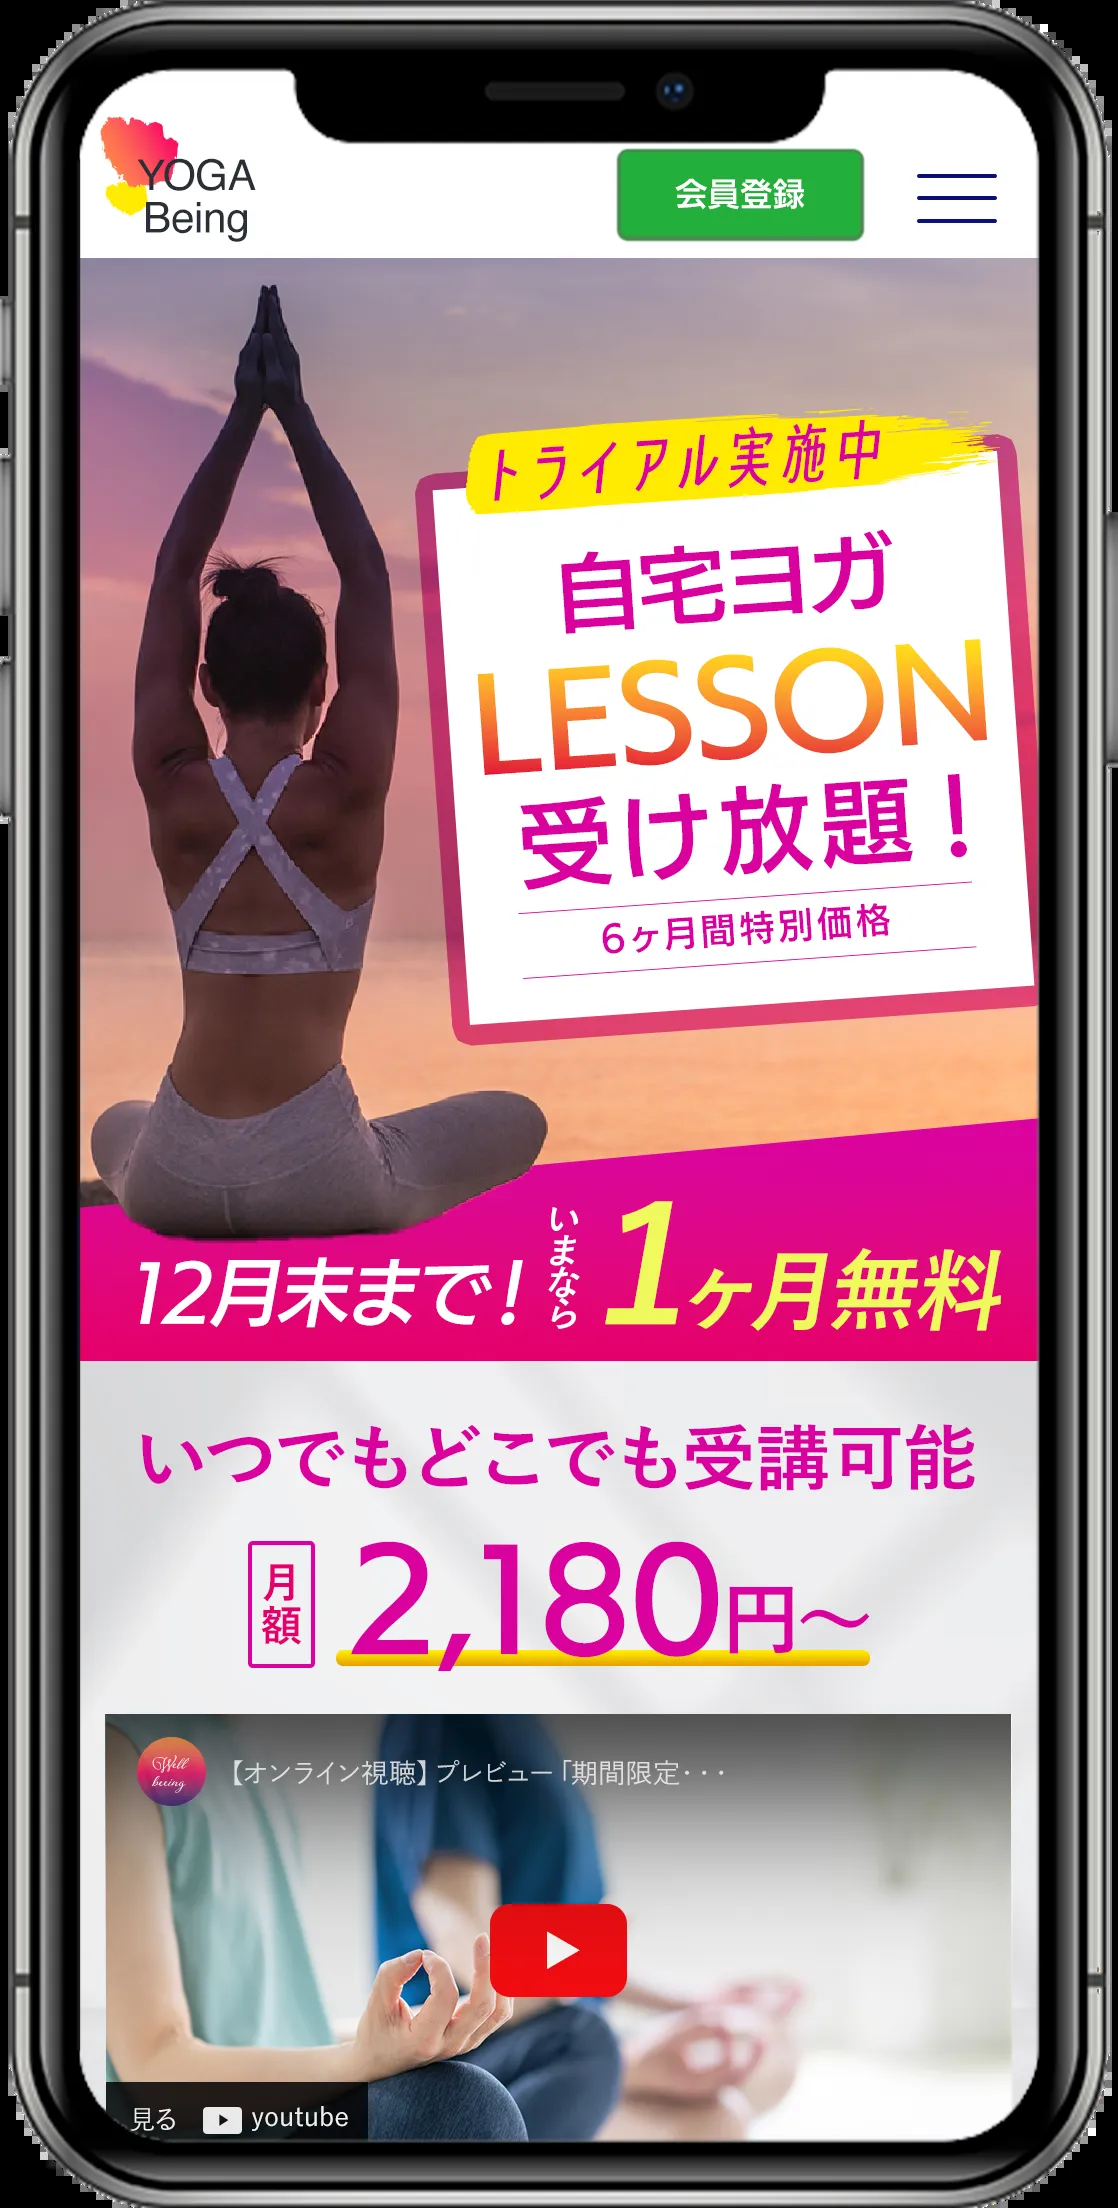 YOGA
Being
会員登録
トライアル実施中
自宅ヨガ
LESSON
受け放題！
6ヶ月間特別価格
12月末まで！
いまなら
1ヶ月無料
いつでもどこでも受講可能
月額
2,180円〜
Well
beeing
【オンライン視聴】プレビュー「期間限定・・・
見る
youtube